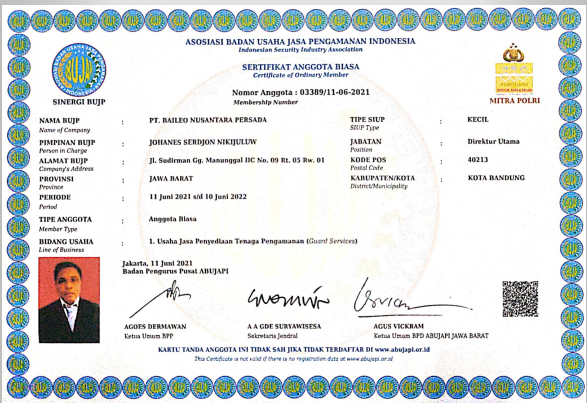 ASOSIASI BADAN USAHA JASA PENGAMANAN INDONESIA
Indonesian Security Industry Association
SERTIFIKAT ANGGOTA BIASA
Certificate of Ordinary Member
Nomor Anggota : 03389/11-06-2021
Membership Number
SINERGI BUJP
MITRA POLRI
NAMA BUJP : PT. BAILEO NUSANTARA PERSADA TIPE SIUP : KECIL
Name of Company SIUP Type
PIMPINAN BUJP : JOHANES SERDJON NIKIJULUW JABATAN : Direktur Utama
Person in Charge Position
ALAMAT BUJP : Jl. Sudirman Gg. Manunggal IIC No. 09 Rt. 05 Rw. 01 KODE POS : 40213
Company's Address Postal Code
PROVINSI : JAWA BARAT KABUPATEN/KOTA : KOTA BANDUNG
Province District/Municipality
PERIODE : 11 Juni 2021 s/d 10 Juni 2022
Period
TIPE ANGGOTA : Anggota Biasa
Member Type
BIDANG USAHA : 1. Usaha Jasa Penyediaan Tenaga Pengamanan (Guard Services)
Line of Business
Jakarta, 11 Juni 2021
Badan Pengurus Pusat ABUJAPI
AGOES DERMAWAN A A GDE SURYAWISESA AGUS VICKRAM
Ketua Umum BPP Sekretaris Jendral Ketua Umum BPD ABUJAPI JAWA BARAT
KARTU TANDA ANGGOTA INI TIDAK SAH JIKA TIDAK TERDAFTAR DI www.abujapi.or.id
This Certificate is not valid if there is no registration data at www.abujapi.or.id